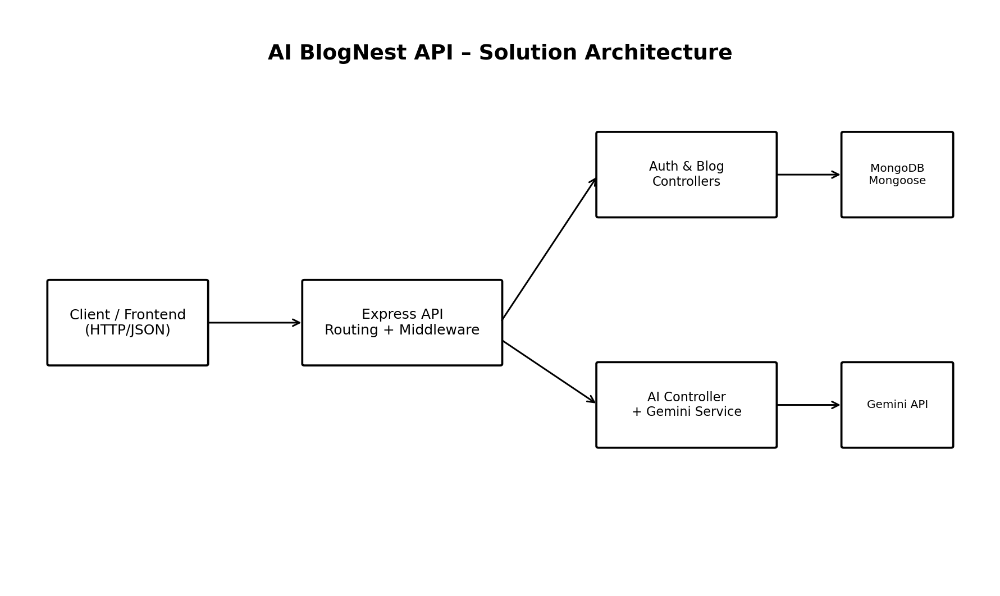 AI BlogNest API – Solution Architecture
Auth & Blog
Controllers
MongoDB
Mongoose
Client / Frontend
(HTTP/JSON)
Express API
Routing + Middleware
AI Controller
+ Gemini Service
Gemini API